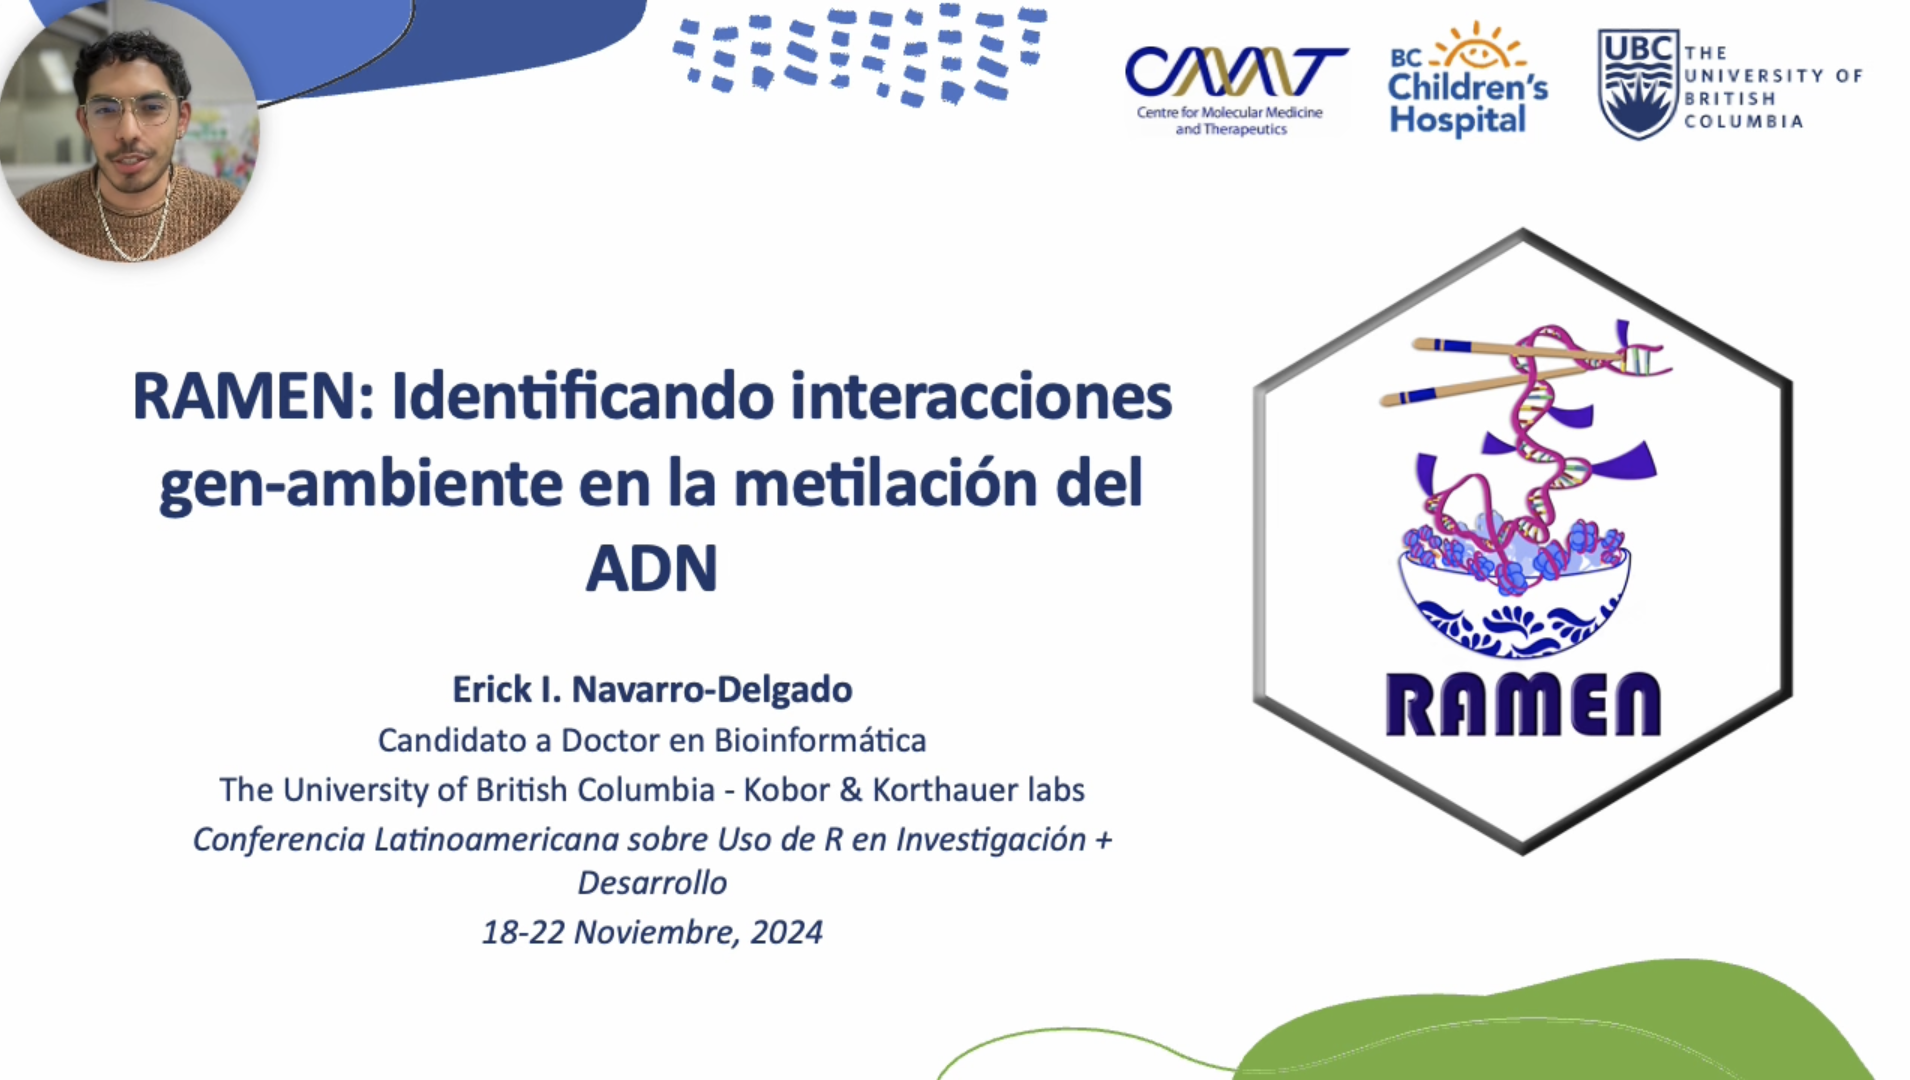 CMMT
Centre for Molecular Medicine
and Therapeutics
BC
Children's
Hospital
UBC
THE
UNIVERSITY OF
BRITISH
COLUMBIA
RAMEN: Identificando interacciones
gen-ambiente en la metilación del
ADN
Erick I. Navarro-Delgado
Candidato a Doctor en Bioinformática
The University of British Columbia - Kobor & Korthauer labs
Conferencia Latinoamericana sobre Uso de R en Investigación +
Desarrollo
18-22 Noviembre, 2024
RAMEN